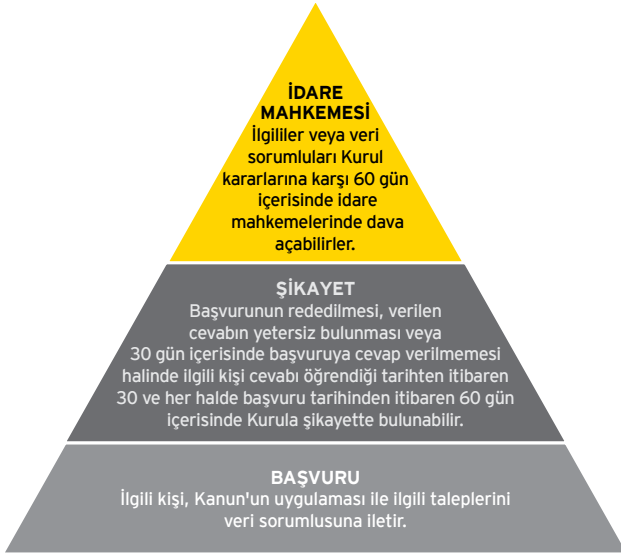 İDARE
MAHKEMESİ
İlgililer veya veri
sorumluları Kurul
kararlarına karşı 60 gün
içerisinde idare
mahkemelerinde dava
açabilirler.
ŞİKAYET
Başvurunun rededilmesi, verilen
cevabın yetersiz bulunması veya
30 gün içerisinde başvuruya cevap verilmemesi
halinde ilgili kişi cevabı öğrendiği tarihten itibaren
30 ve her halde başvuru tarihinden itibaren 60 gün
içerisinde Kurula şikayette bulunabilir.
BAŞVURU
İlgili kişi, Kanun'un uygulaması ile ilgili taleplerini
veri sorumlusuna iletir.